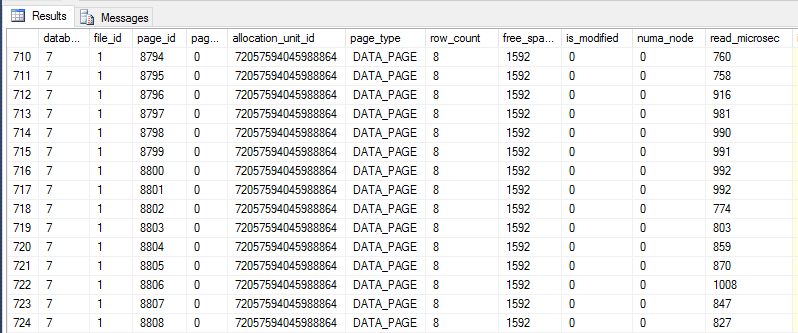 Results Messages
datab... file_id page_id pag... allocation_unit_id page_type row_count free_spa... is_modified numa_node read_microsec
710 7 1 8794 0 72057594045988864 DATA_PAGE 8 1592 0 0 760
711 7 1 8795 0 72057594045988864 DATA_PAGE 8 1592 0 0 758
712 7 1 8796 0 72057594045988864 DATA_PAGE 8 1592 0 0 916
713 7 1 8797 0 72057594045988864 DATA_PAGE 8 1592 0 0 981
714 7 1 8798 0 72057594045988864 DATA_PAGE 8 1592 0 0 990
715 7 1 8799 0 72057594045988864 DATA_PAGE 8 1592 0 0 991
716 7 1 8800 0 72057594045988864 DATA_PAGE 8 1592 0 0 992
717 7 1 8801 0 72057594045988864 DATA_PAGE 8 1592 0 0 992
718 7 1 8802 0 72057594045988864 DATA_PAGE 8 1592 0 0 774
719 7 1 8803 0 72057594045988864 DATA_PAGE 8 1592 0 0 803
720 7 1 8804 0 72057594045988864 DATA_PAGE 8 1592 0 0 859
721 7 1 8805 0 72057594045988864 DATA_PAGE 8 1592 0 0 870
722 7 1 8806 0 72057594045988864 DATA_PAGE 8 1592 0 0 1008
723 7 1 8807 0 72057594045988864 DATA_PAGE 8 1592 0 0 847
724 7 1 8808 0 72057594045988864 DATA_PAGE 8 1592 0 0 827